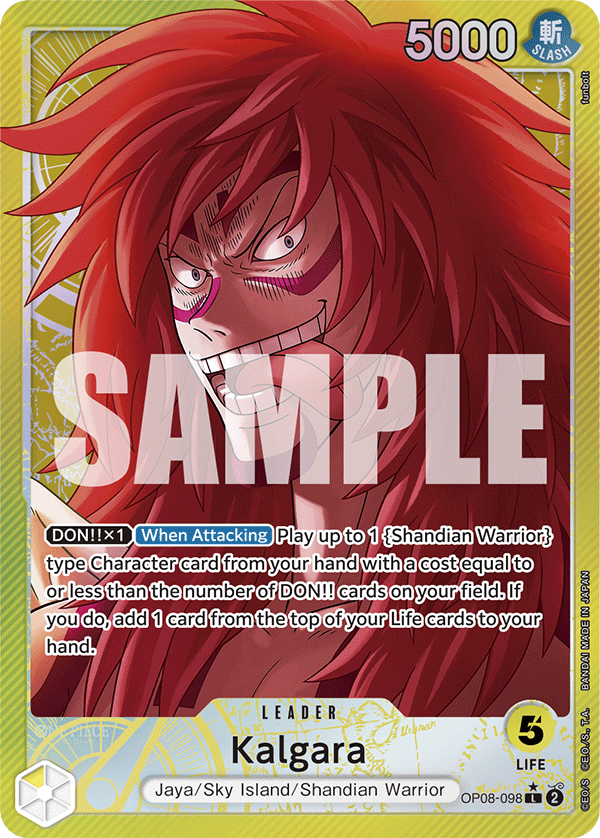 5000
斬
SLASH
funbolt
SAMPLE
DON!!×1 When Attacking Play up to 1 {Shandian Warrior}
type Character card from your hand with a cost equal to
or less than the number of DON!! cards on your field. If
you do, add 1 card from the top of your Life cards to your
hand.
BANDAI MADE IN JAPAN
©E.O./S., T.A.
©EO/S
LEADER
Kalgara
5
LIFE
Jaya/Sky Island/Shandian Warrior
OP08-098 L 2